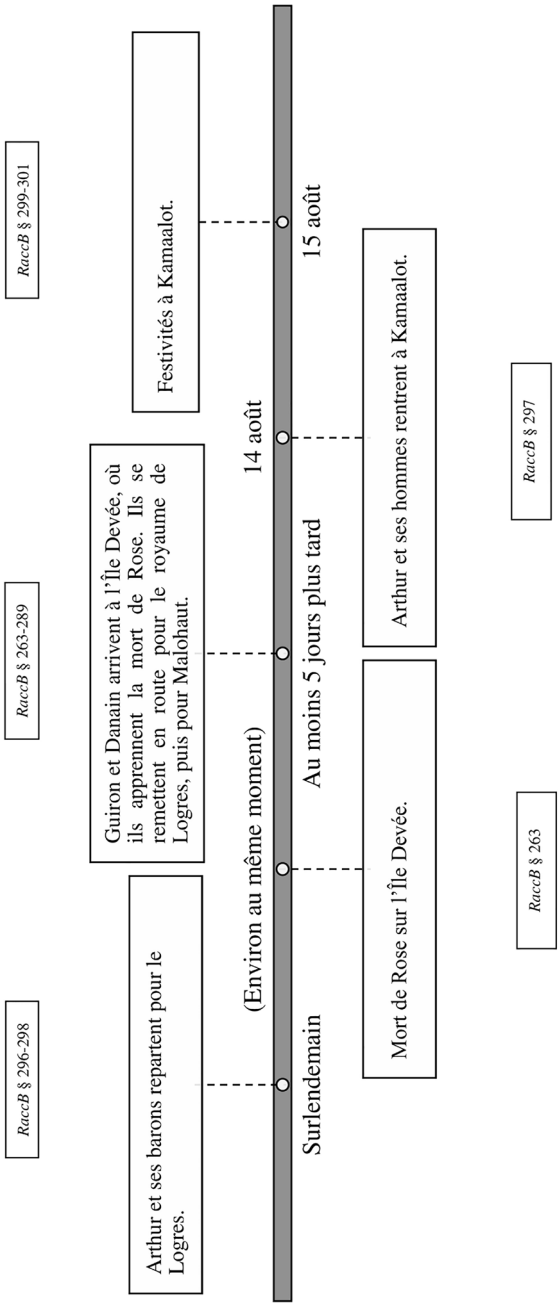 RaccB § 296-298
RaccB § 263-289
RaccB § 299-301
Arthur et ses barons repartent pour le
Logres.
Guiron et Danain arrivent à l’Île Devée, où
ils apprennent la mort de Rose. Ils se
remettent en route pour le royaume de
Logres, puis pour Malohaut.
Festivités à Kamaalot.
(Environ au même moment)
14 août
Surlendemain
Au moins 5 jours plus tard
15 août
Mort de Rose sur l’Île Devée.
Arthur et ses hommes rentrent à Kamaalot.
RaccB § 263
RaccB § 297